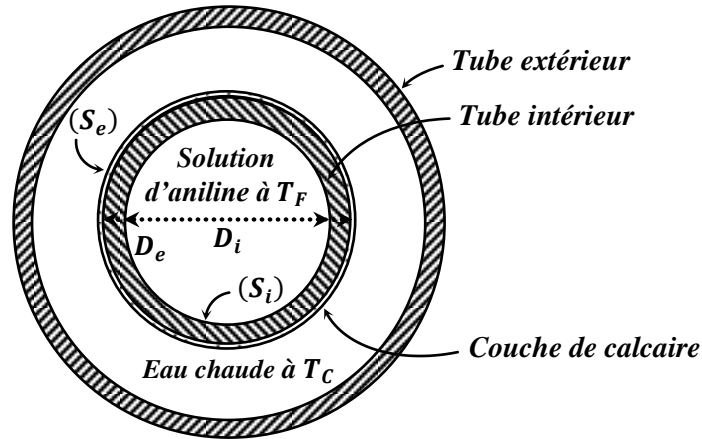 Tube extérieur
(S_e)
Tube intérieur
Solution
d'aniline à T_F
D_e
D_i
(S_i)
Couche de calcaire
Eau chaude à T_C